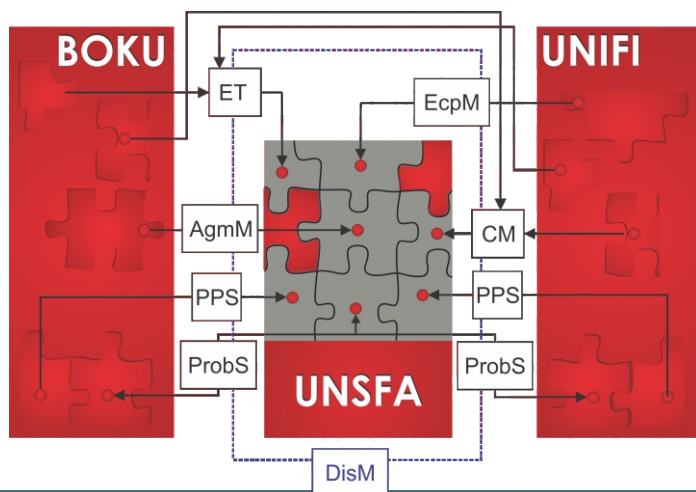 BOKU
UNIFI
ET
EcpM
AgmM
CM
PPS
PPS
ProbS
ProbS
UNSFA
DisM